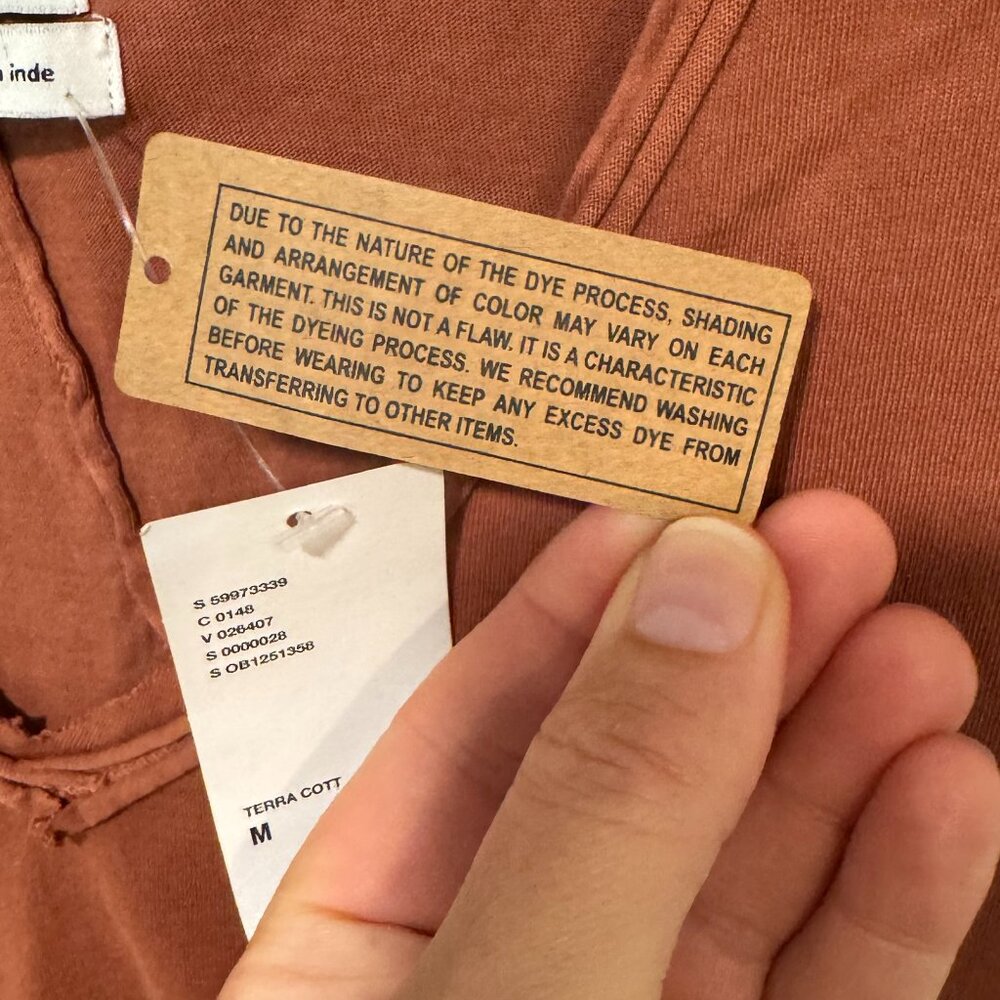 inde
DUE TO THE NATURE OF THE DYE PROCESS, SHADING
AND ARRANGEMENT OF COLOR MAY VARY ON EACH
GARMENT. THIS IS NOT A FLAW. IT IS A CHARACTERISTIC
OF THE DYEING PROCESS. WE RECOMMEND WASHING
BEFORE WEARING TO KEEP ANY EXCESS DYE FROM
TRANSFERRING TO OTHER ITEMS.
S 59973339
C 0148
V 026407
S 0000028
S OB1251358
TERRA COTT
M